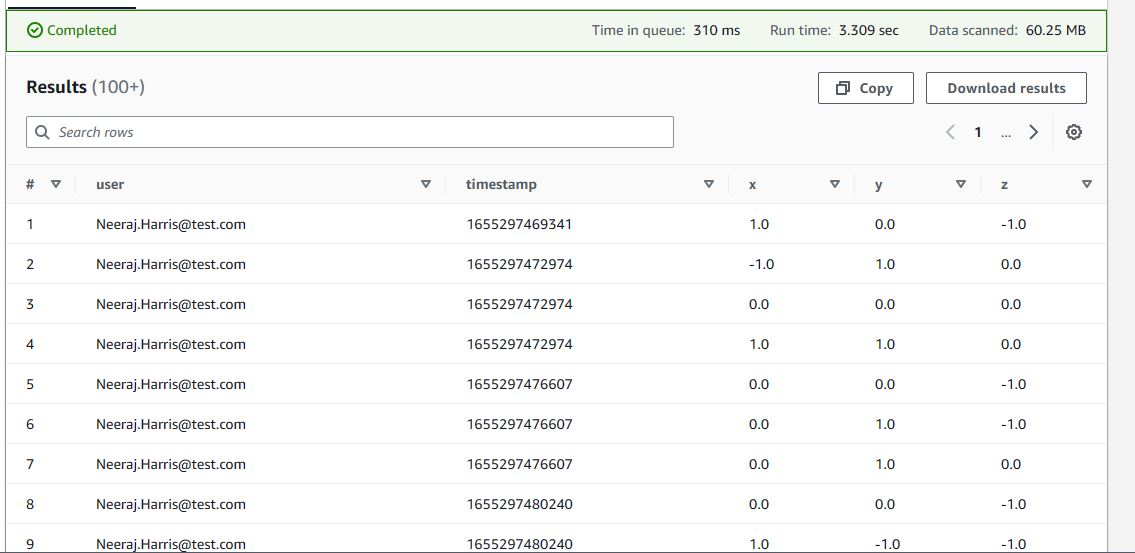 Completed Time in queue: 310 ms Run time: 3.309 sec Data scanned: 60.25 MB
Results (100+) Copy Download results
Search rows 1 ...
# user timestamp x y z
1 Neeraj.Harris@test.com 1655297469341 1.0 0.0 -1.0
2 Neeraj.Harris@test.com 1655297472974 -1.0 1.0 0.0
3 Neeraj.Harris@test.com 1655297472974 0.0 0.0 0.0
4 Neeraj.Harris@test.com 1655297472974 1.0 1.0 0.0
5 Neeraj.Harris@test.com 1655297476607 0.0 0.0 -1.0
6 Neeraj.Harris@test.com 1655297476607 0.0 1.0 -1.0
7 Neeraj.Harris@test.com 1655297476607 0.0 1.0 0.0
8 Neeraj.Harris@test.com 1655297480240 0.0 0.0 -1.0
9 Neeraj.Harris@test.com 1655297480240 1.0 -1.0 -1.0